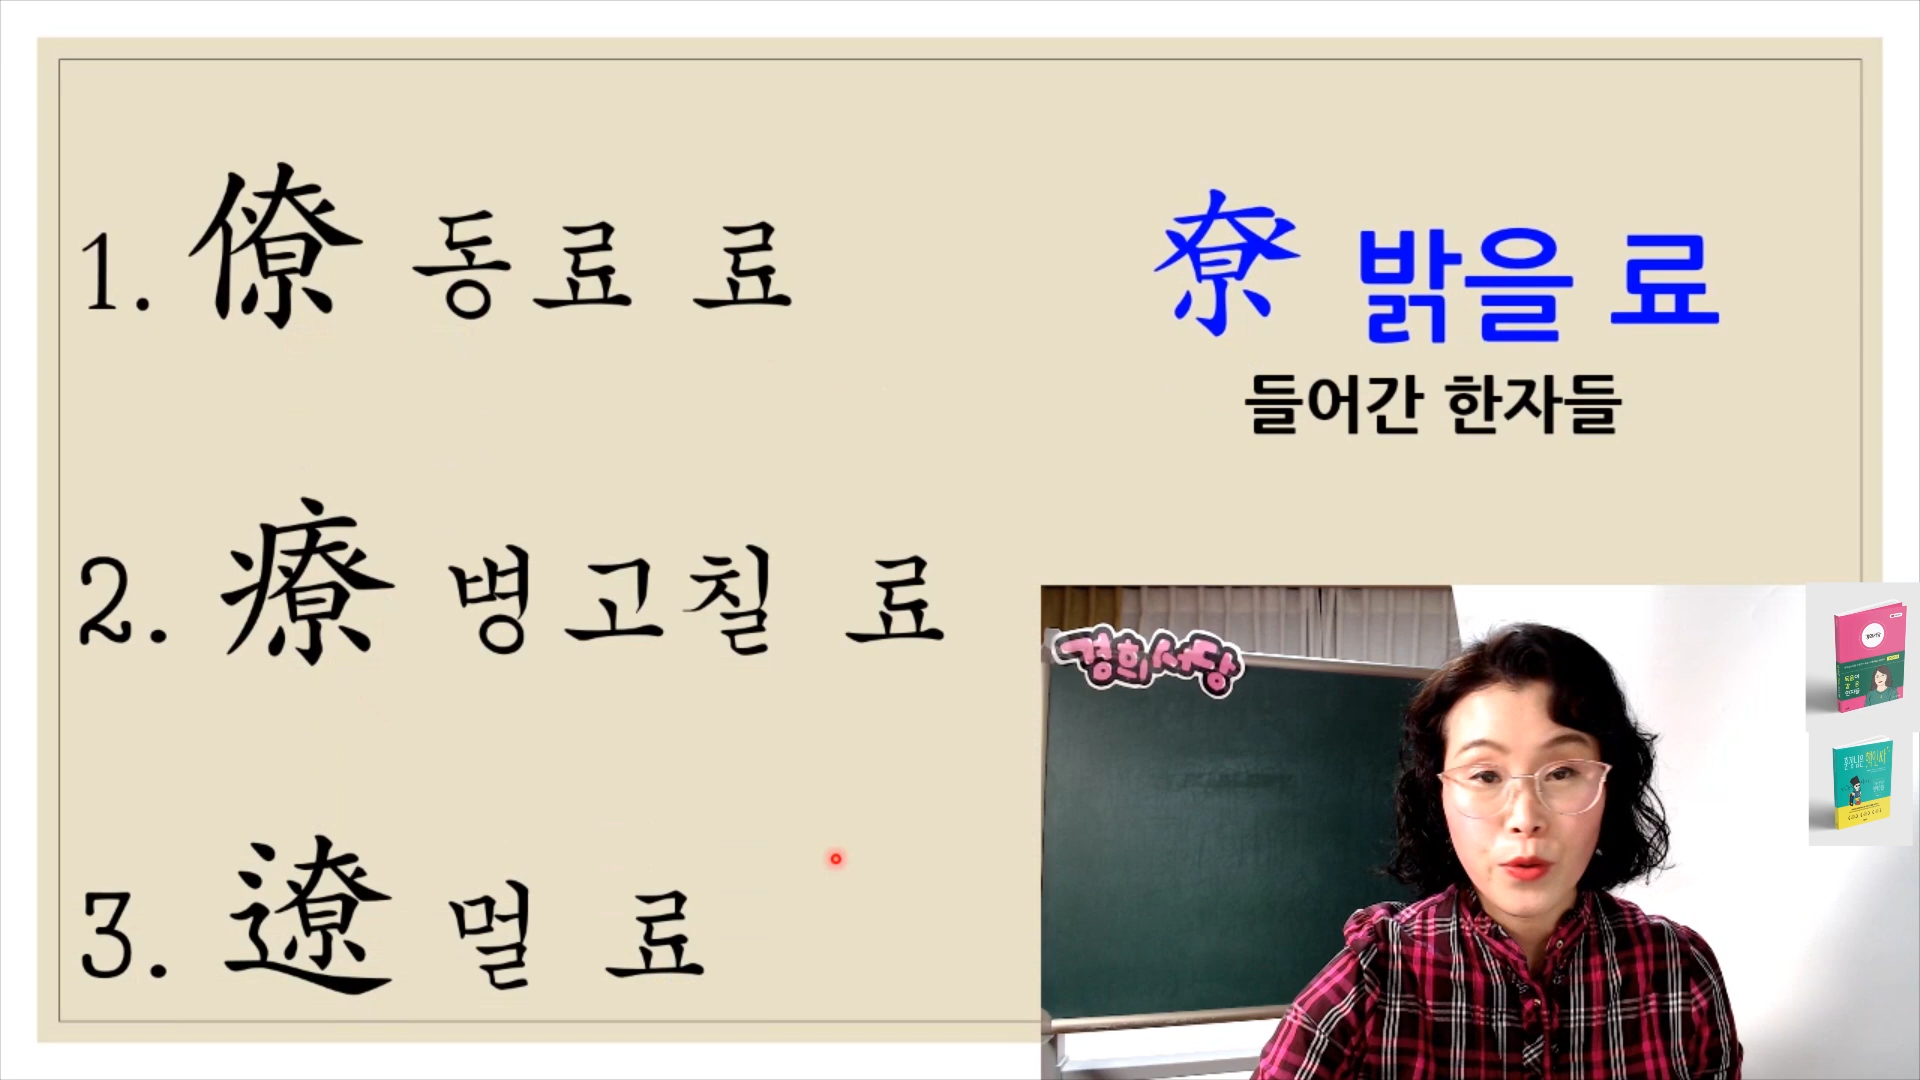 1. 僚 동료 료
尞 밝을 료
들어간 한자들
2. 療 병고칠 료
3. 遼 멀 료
경희서당